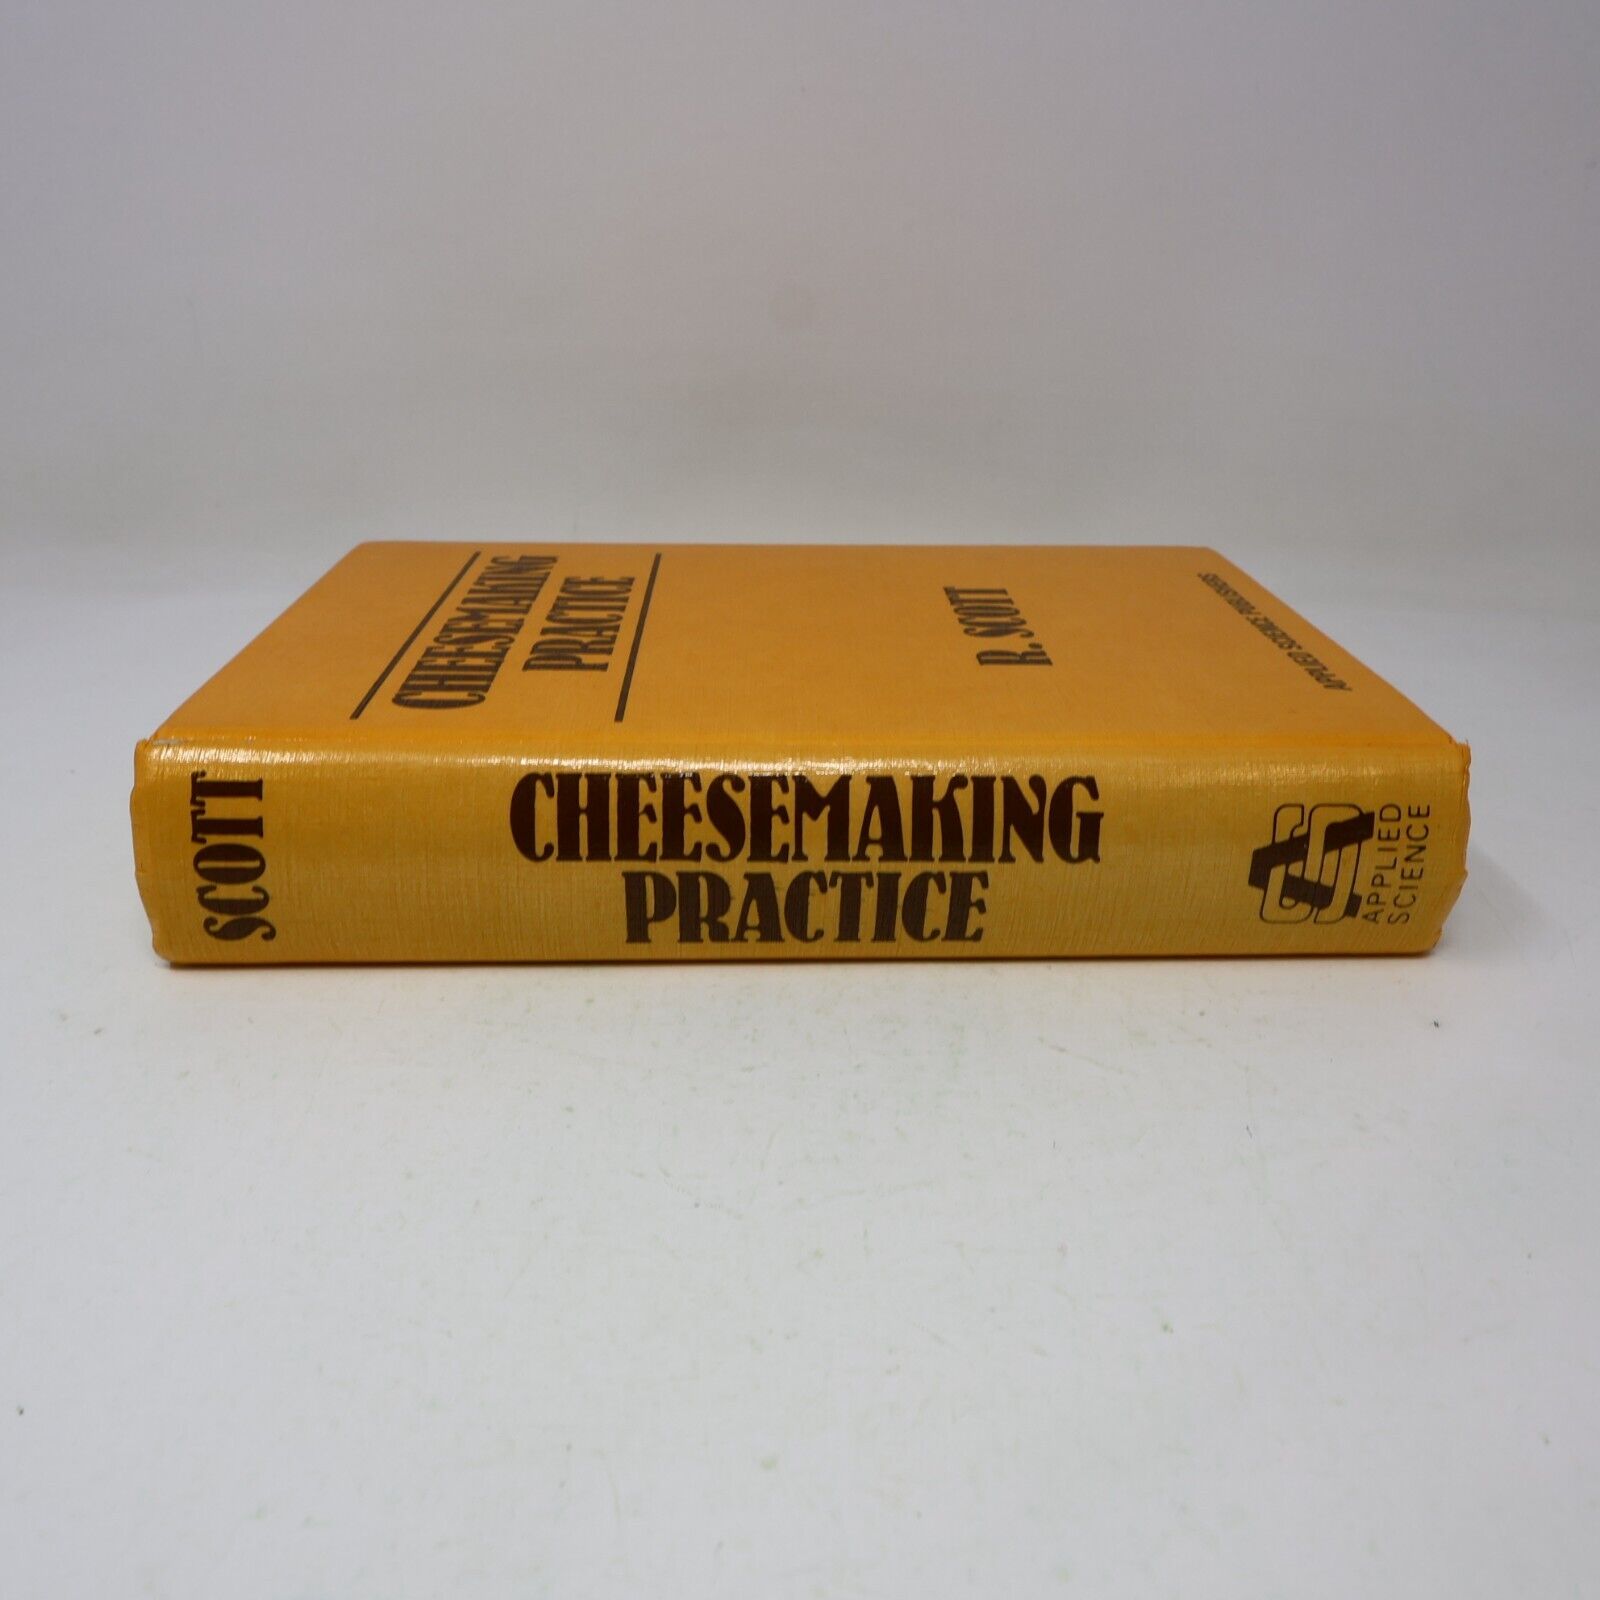 CHEESEMAKING
PRACTICE
R. SCOTT
APPLIED SCIENCE PUBLISHERS
SCOTT
CHEESEMAKING
PRACTICE
APPLIED
SCIENCE